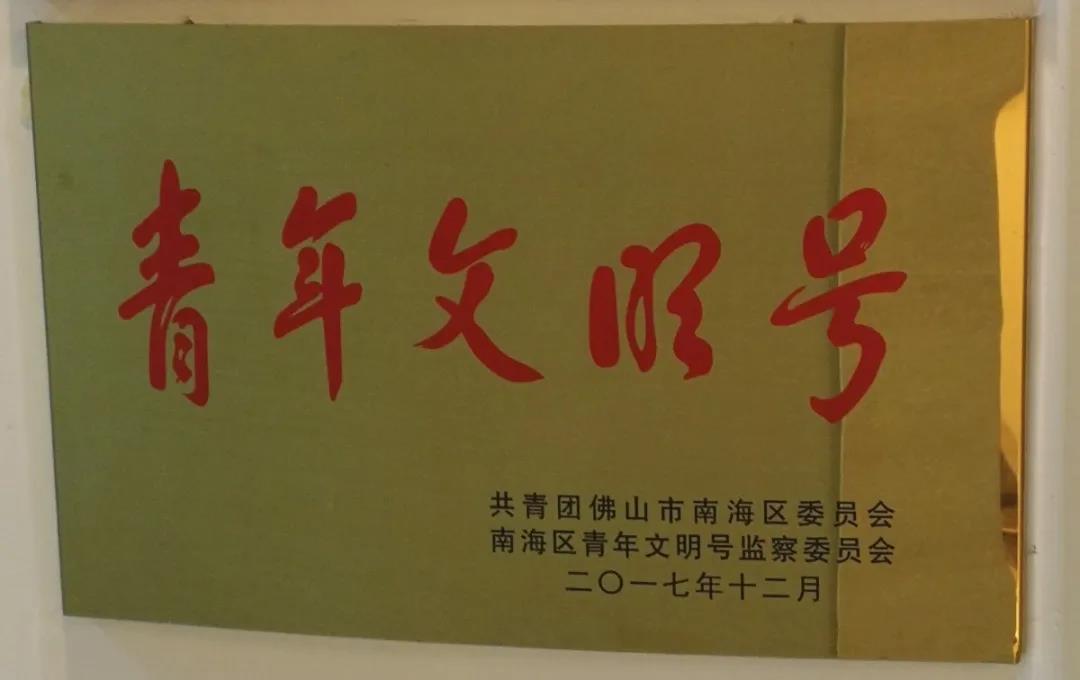 青年文明号
共青团佛山市南海区委员会
南海区青年文明号监察委员会
二〇一七年十二月